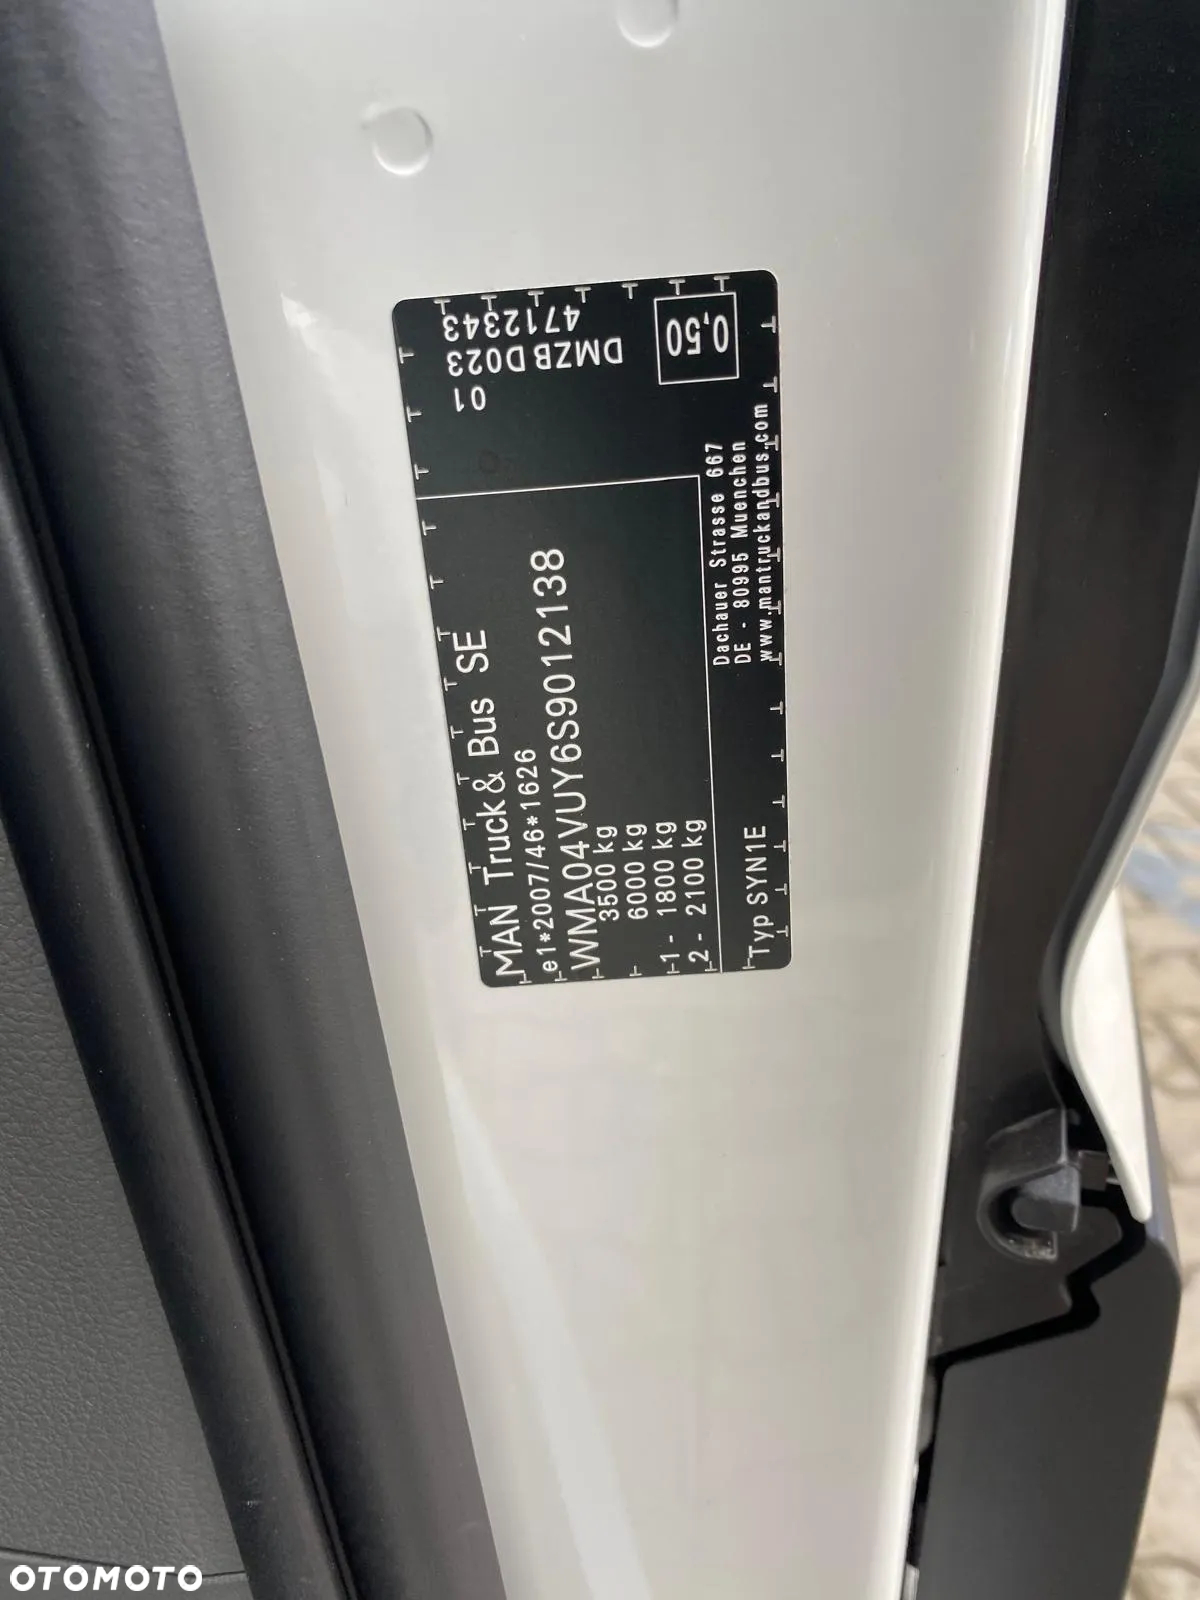 MAN Truck & Bus SE
e1*2007/46*1626
WMA04VUY6S9012138
3500 kg
6000 kg
1 - 1800 kg
2 - 2100 kg
Typ SYN1E
Dachauer Strasse 667
DE - 80995 Muenchen
www.mantruckandbus.com
01
DMZB D023
4712343
0,50
OTOMOTO